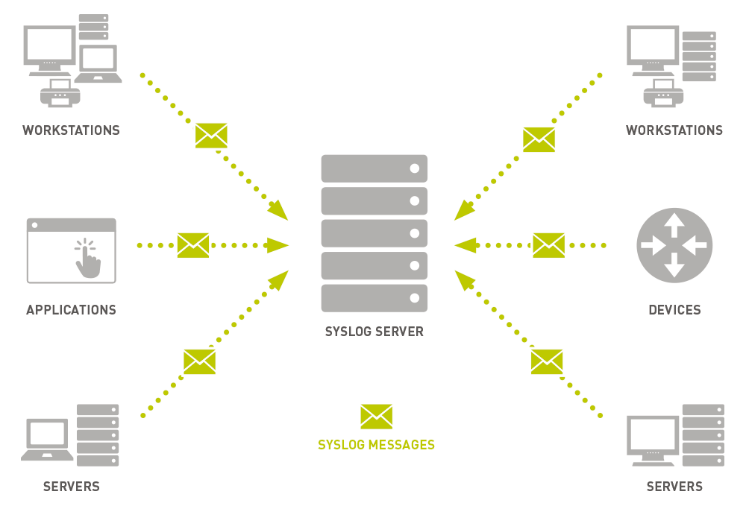 WORKSTATIONS
WORKSTATIONS
APPLICATIONS
DEVICES
SYSLOG SERVER
SYSLOG MESSAGES
SERVERS
SERVERS